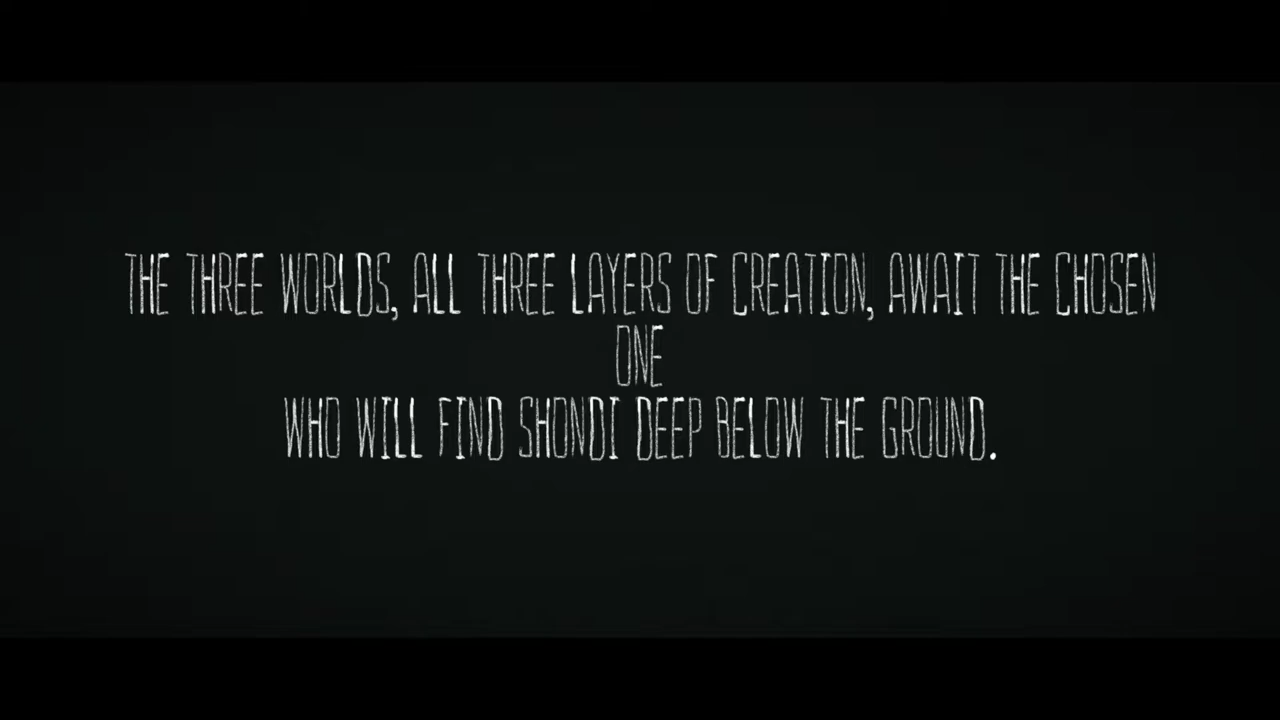 THE THREE WORLDS, ALL THREE LAYERS OF CREATION, AWAIT THE CHOSEN
ONE
WHO WILL FIND SHONDI DEEP BELOW THE GROUND.